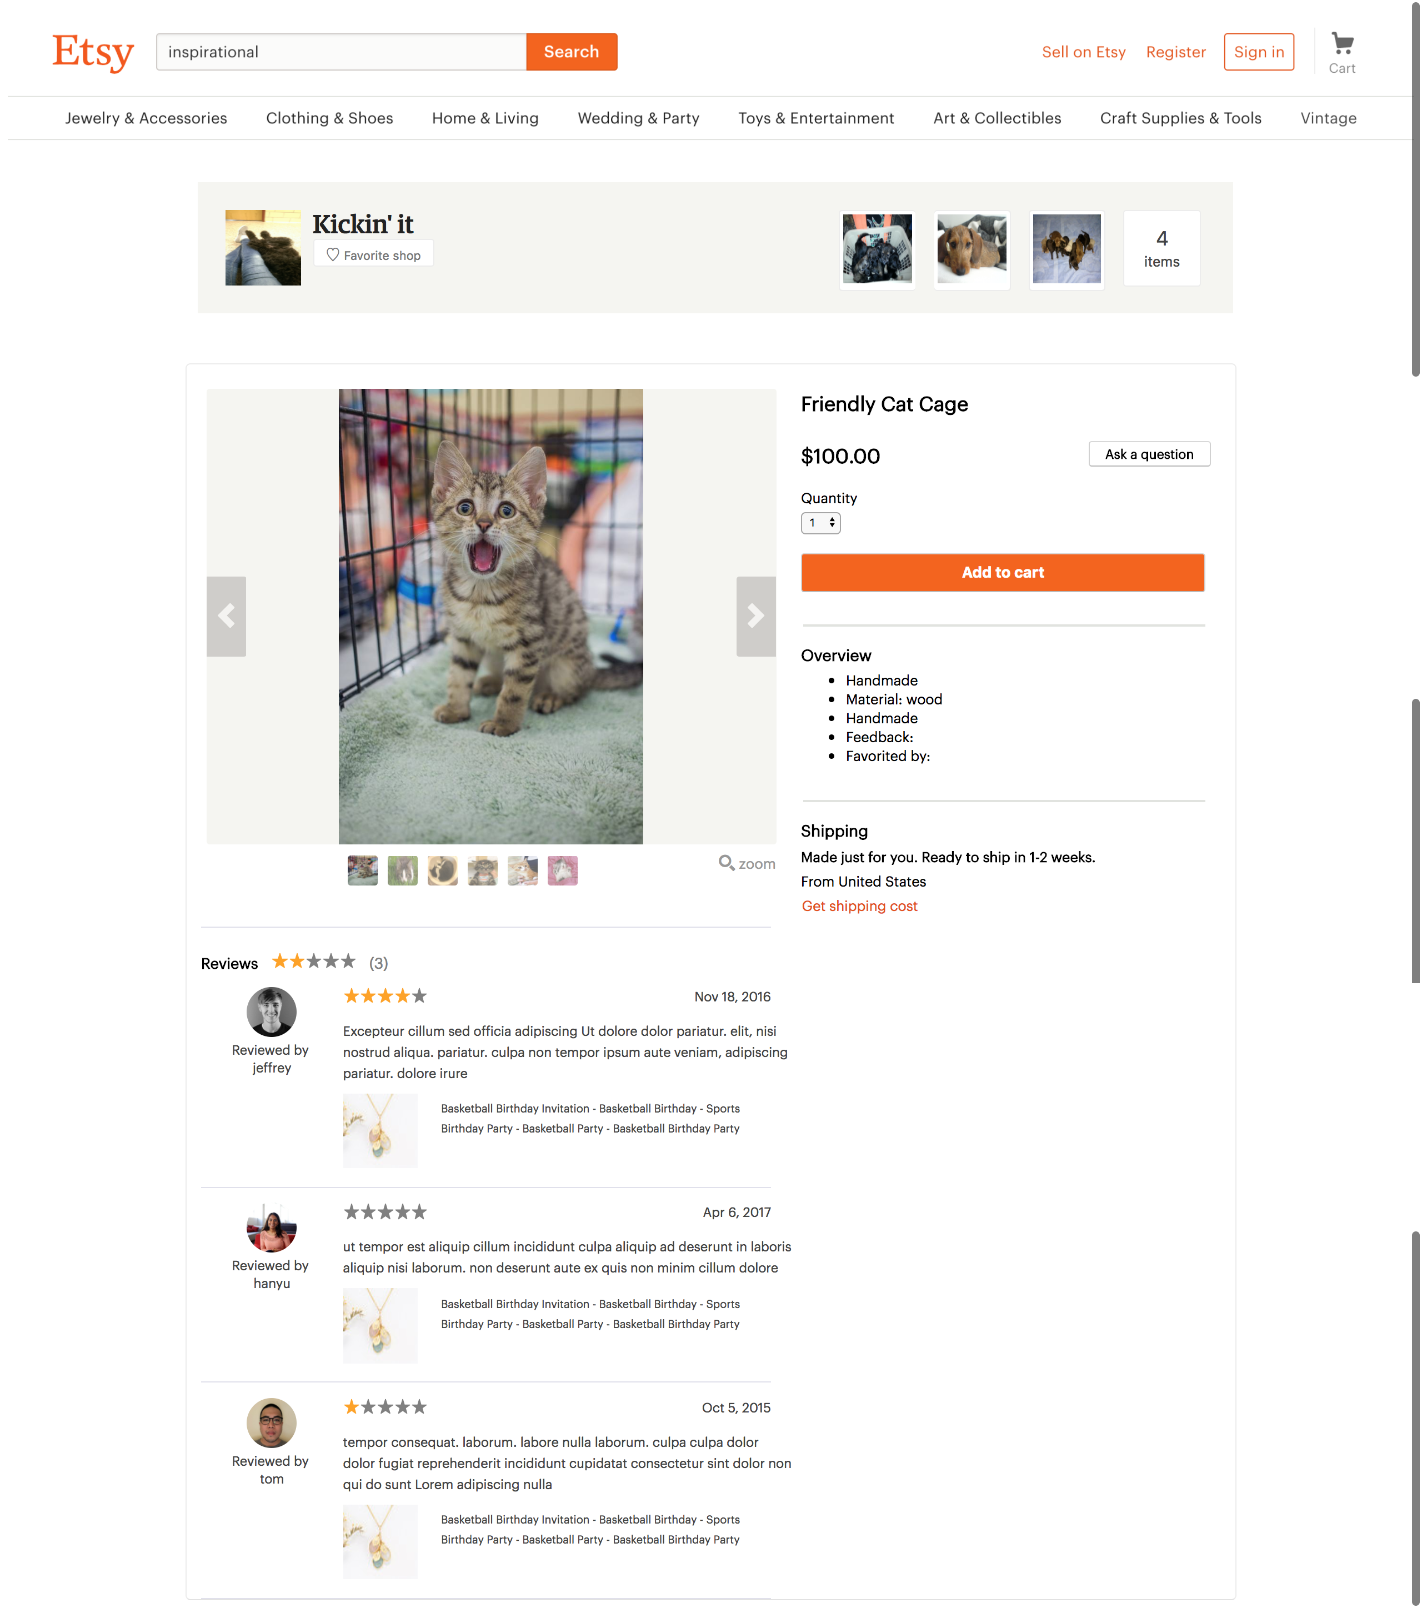 Etsy
inspirational
Search
Sell on Etsy
Register
Sign in
Cart
Jewelry & Accessories
Clothing & Shoes
Home & Living
Wedding & Party
Toys & Entertainment
Art & Collectibles
Craft Supplies & Tools
Vintage
Kickin' it
Favorite shop
4
items
Friendly Cat Cage
$100.00
Ask a question
Quantity
1
Add to cart
Overview
Handmade
Material: wood
Handmade
Feedback:
Favorited by:
Shipping
Made just for you. Ready to ship in 1-2 weeks.
From United States
Get shipping cost
zoom
Reviews
(3)
Nov 18, 2016
Reviewed by
jeffrey
Excepteur cillum sed officia adipiscing Ut dolore dolor pariatur. elit, nisi
nostrud aliqua. pariatur. culpa non tempor ipsum aute veniam, adipiscing
pariatur. dolore irure
Basketball Birthday Invitation - Basketball Birthday - Sports
Birthday Party - Basketball Party - Basketball Birthday Party
Apr 6, 2017
Reviewed by
hanyu
ut tempor est aliquip cillum incididunt culpa aliquip ad deserunt in laboris
aliquip nisi laborum. non deserunt aute ex quis non minim cillum dolore
Basketball Birthday Invitation - Basketball Birthday - Sports
Birthday Party - Basketball Party - Basketball Birthday Party
Oct 5, 2015
Reviewed by
tom
tempor consequat. laborum. labore nulla laborum. culpa culpa dolor
dolor fugiat reprehenderit incididunt cupidatat consectetur sint dolor non
qui do sunt Lorem adipiscing nulla
Basketball Birthday Invitation - Basketball Birthday - Sports
Birthday Party - Basketball Party - Basketball Birthday Party